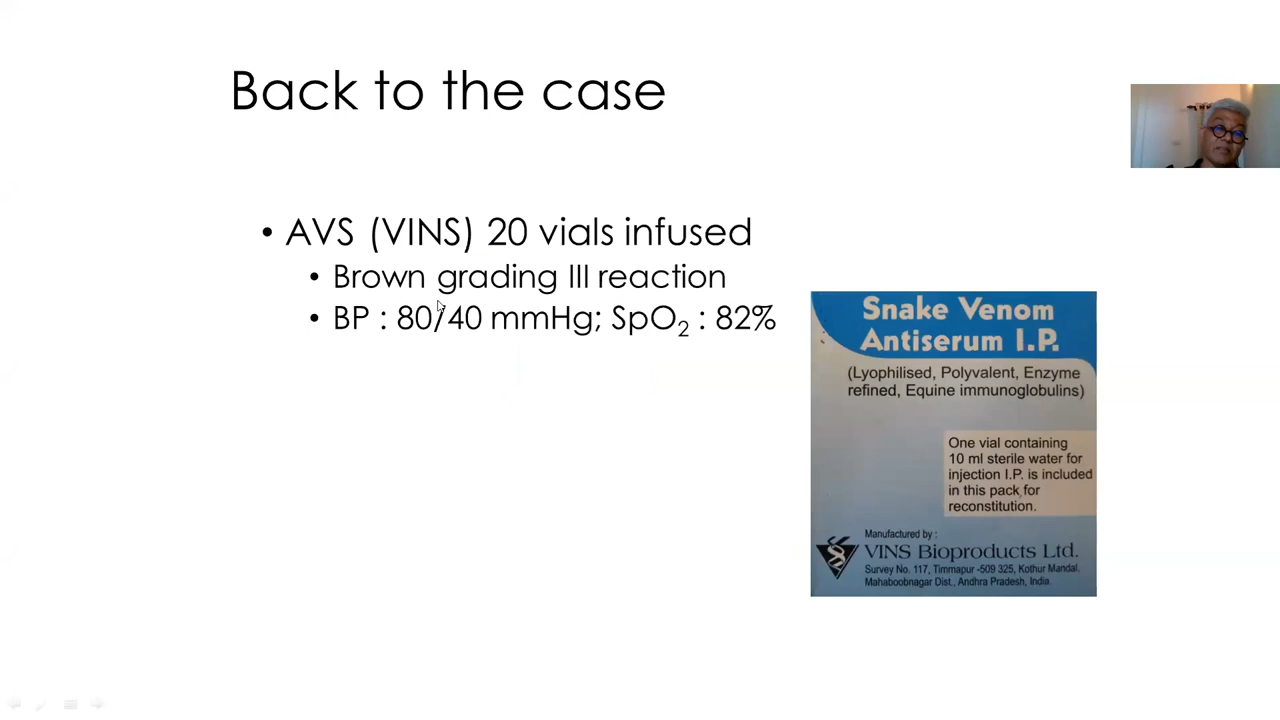 Back to the case
• AVS (VINS) 20 vials infused
• Brown grading III reaction
• BP : 80/40 mmHg; SpO₂ : 82%
Snake Venom
Antiserum I.P.
(Lyophilised, Polyvalent, Enzyme
refined, Equine immunoglobulins)
One vial containing
10 ml sterile water for
injection I.P. is included
in this pack for
reconstitution.
Manufactured by :
VINS Bioproducts Ltd.
Survey No. 117, Timmapur -509 325, Kothur Mandal,
Mahaboobnagar Dist., Andhra Pradesh, India.